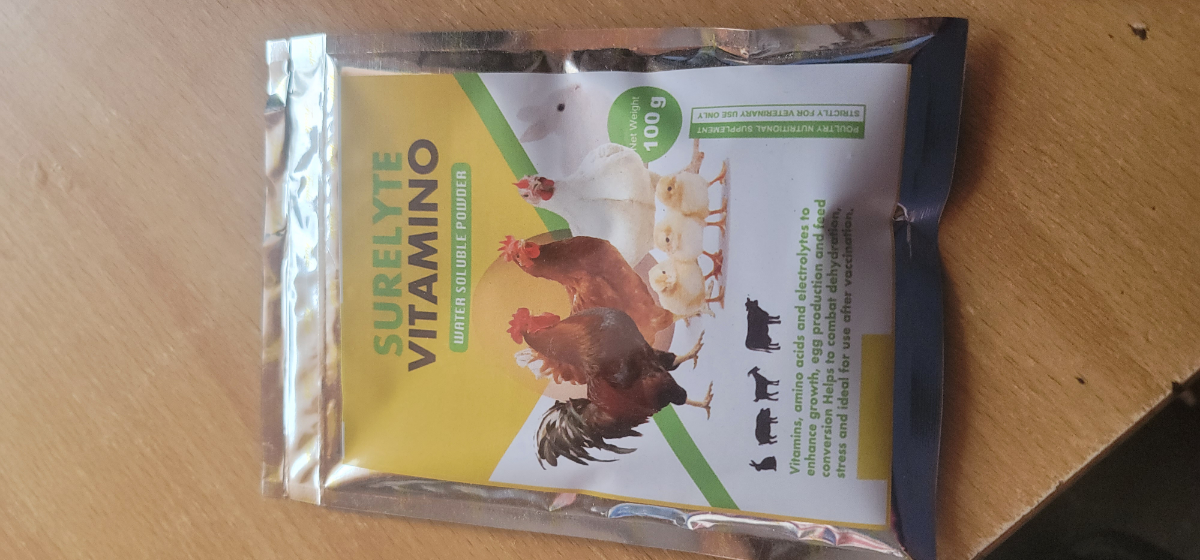 SURELYTE
VITAMINO
WATER SOLUBLE POWDER
Net Weight
100 g
POULTRY NUTRITIONAL SUPPLEMENT
STRICTLY FOR VETERINARY USE ONLY
Vitamins, amino acids and electrolytes to
enhance growth, egg production and feed
conversion Helps to combat dehydration,
stress and ideal for use after vaccination.